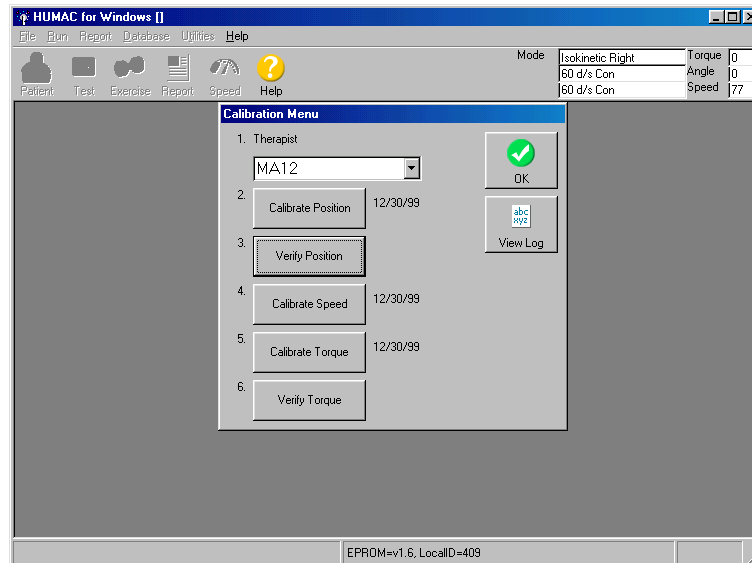 HUMAC for Windows []
File Run Report Database Utjlities Help
Patient Test Exercise Report Speed Help
Mode Isokinetic Right Torque 0
60 d/s Con Angle 0
60 d/s Con Speed 77
Calibration Menu
1. Therapist
MA12
OK
2. Calibrate Position 12/30/99
abc
xyz
View Log
3. Verify Position
4. Calibrate Speed 12/30/99
5. Calibrate Torque 12/30/99
6. Verify Torque
EPROM=v1.6, LocalID=409